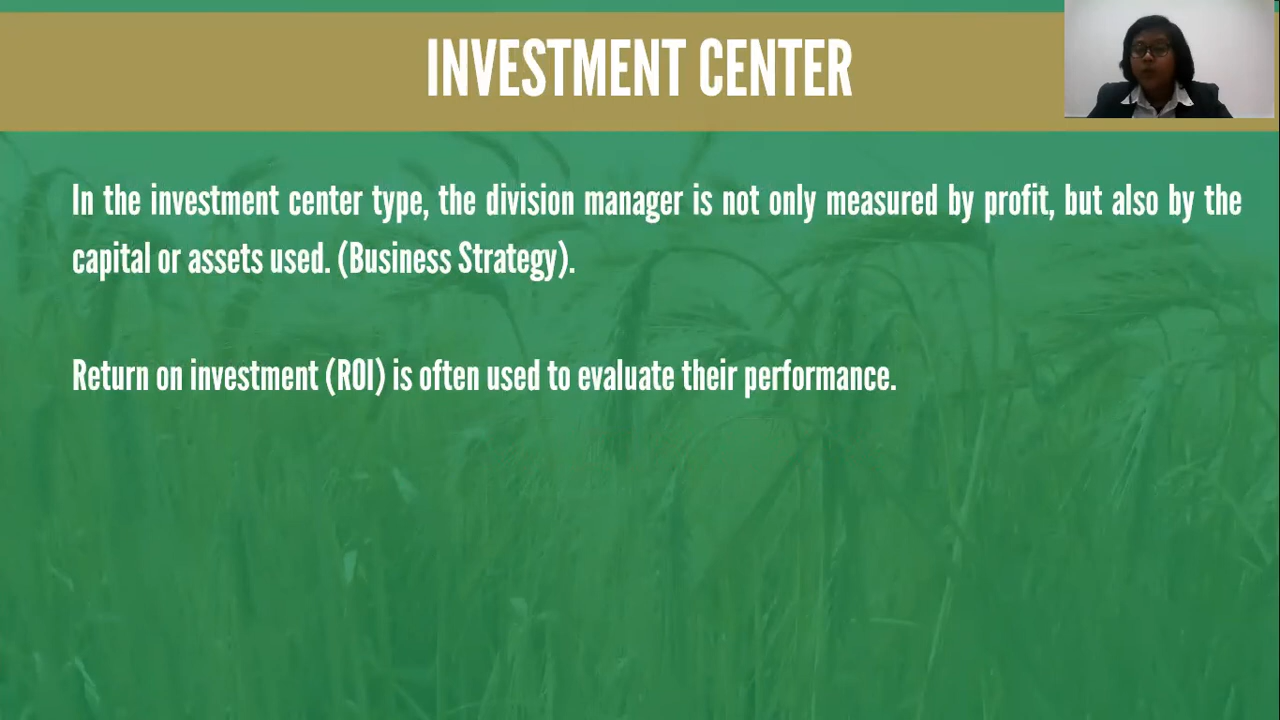 INVESTMENT CENTER
In the investment center type, the division manager is not only measured by profit, but also by the
capital or assets used. (Business Strategy).
Return on investment (ROI) is often used to evaluate their performance.